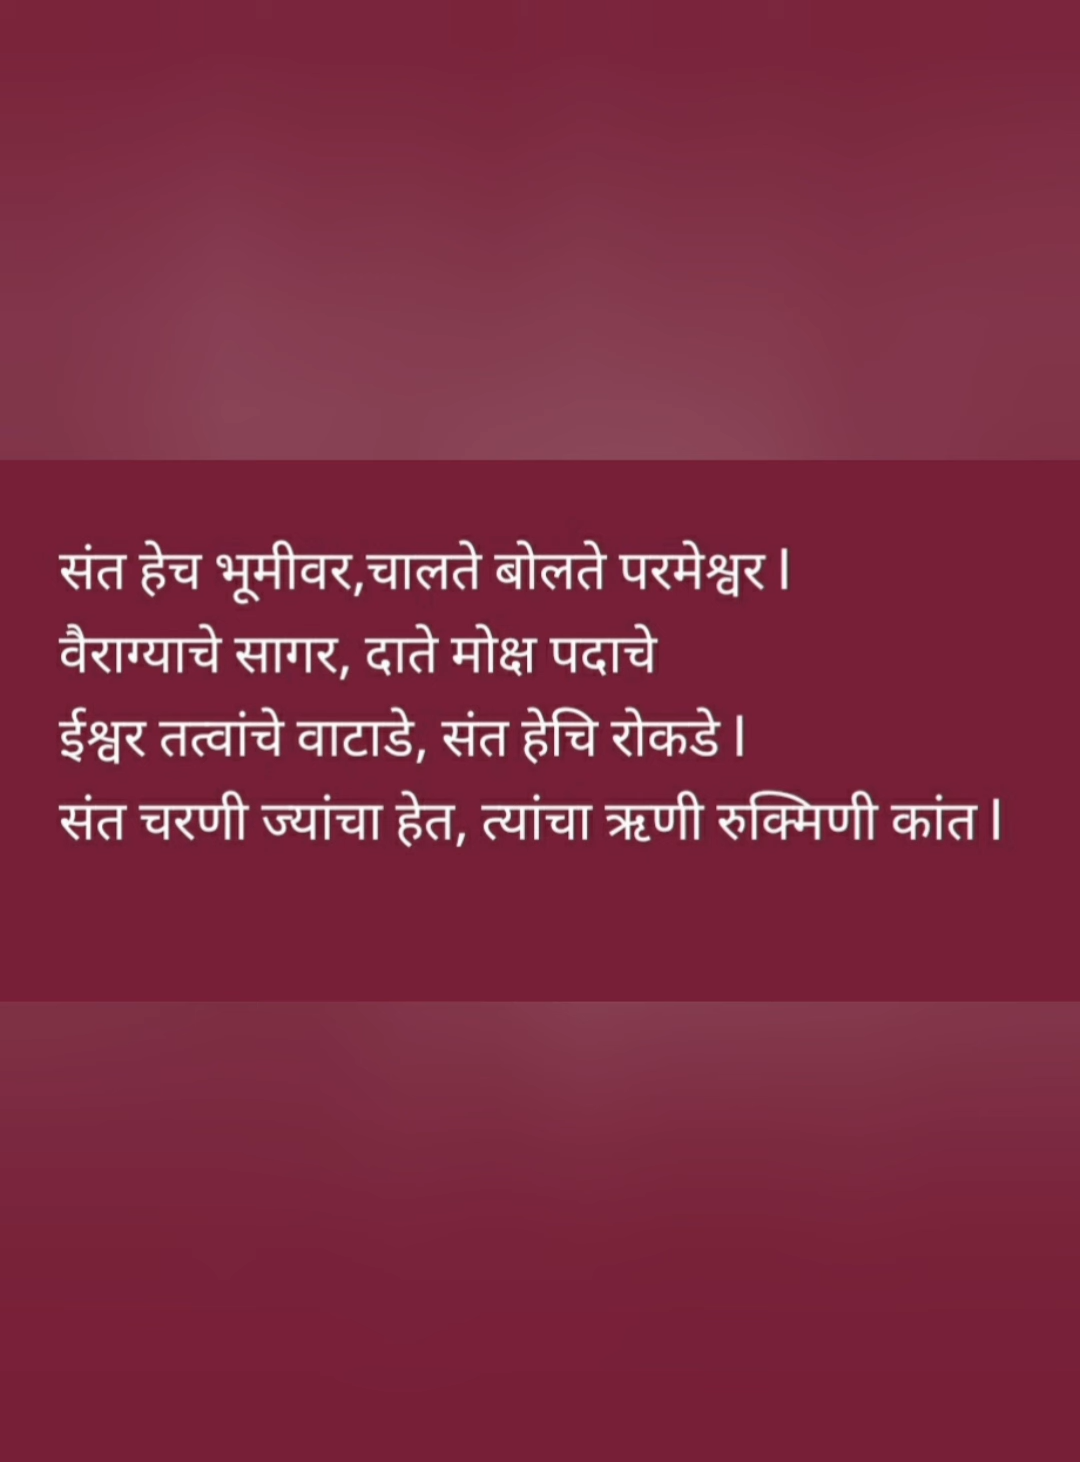 संत हेच भूमीवर,चालते बोलते परमेश्वर l
वैराग्याचे सागर, दाते मोक्ष पदाचे
ईश्वर तत्वांचे वाटाडे, संत हेचि रोकडे l
संत चरणी ज्यांचा हेत, त्यांचा ऋणी रुक्मिणी कांत l